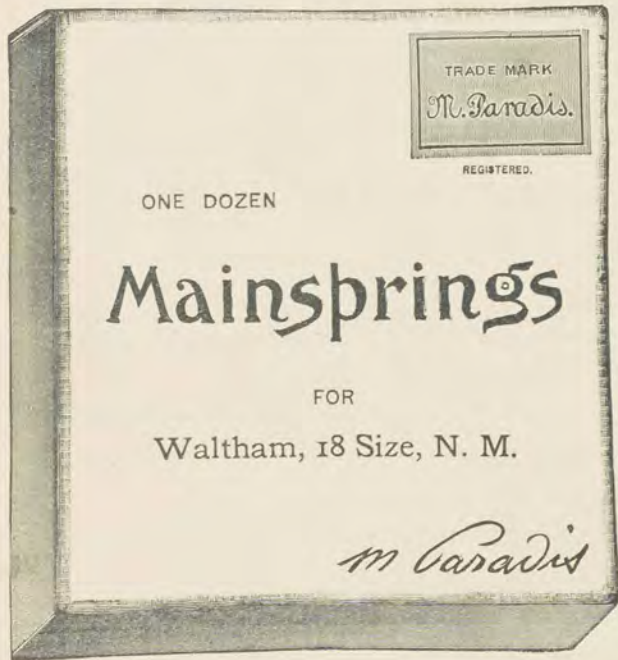 TRADE MARK
M. Paradis.
REGISTERED.
ONE DOZEN
Mainsprings
FOR
Waltham, 18 Size, N. M.
M Paradis